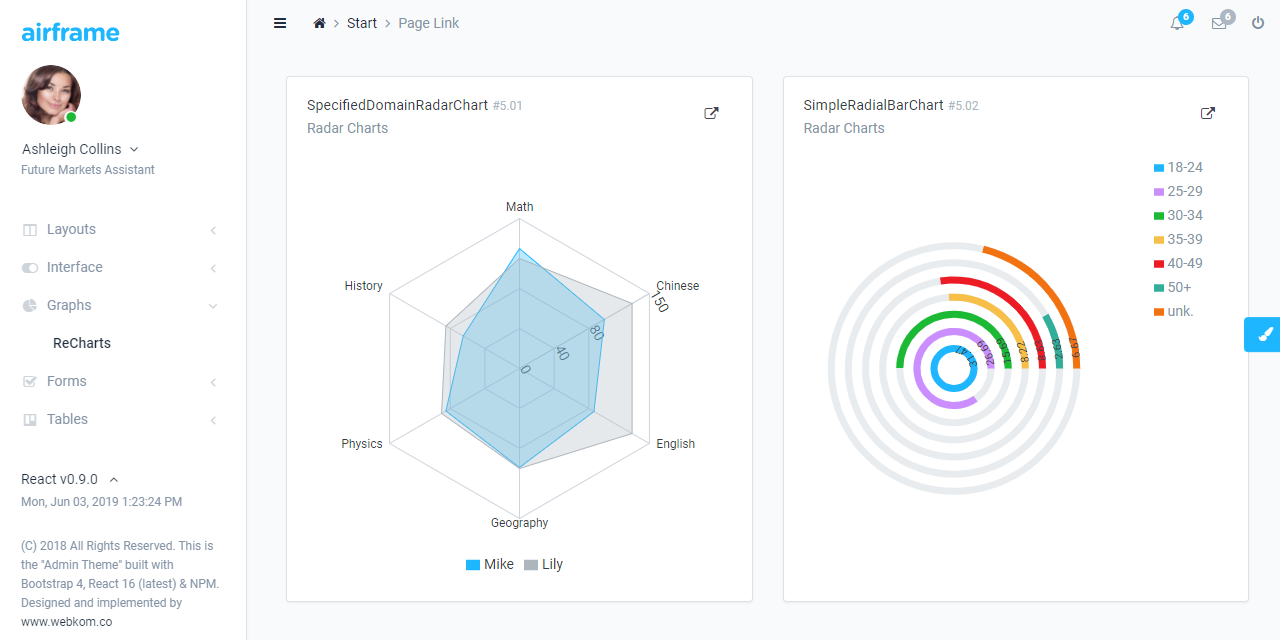 airframe
Ashleigh Collins
Future Markets Assistant
Layouts
Interface
Graphs
ReCharts
Forms
Tables
React v0.9.0
Mon, Jun 03, 2019 1:23:24 PM
(C) 2018 All Rights Reserved. This is
the "Admin Theme" built with
Bootstrap 4, React 16 (latest) & NPM.
Designed and implemented by
www.webkom.co
Start
Page Link
6
6
SpecifiedDomainRadarChart #5.01
Radar Charts
Math
History
Chinese
150
80
40
0
Physics
English
Geography
Mike
Lily
SimpleRadialBarChart #5.02
Radar Charts
18-24
25-29
30-34
35-39
40-49
50+
unk.
31.47
26.69
8.22
2.63
6.67